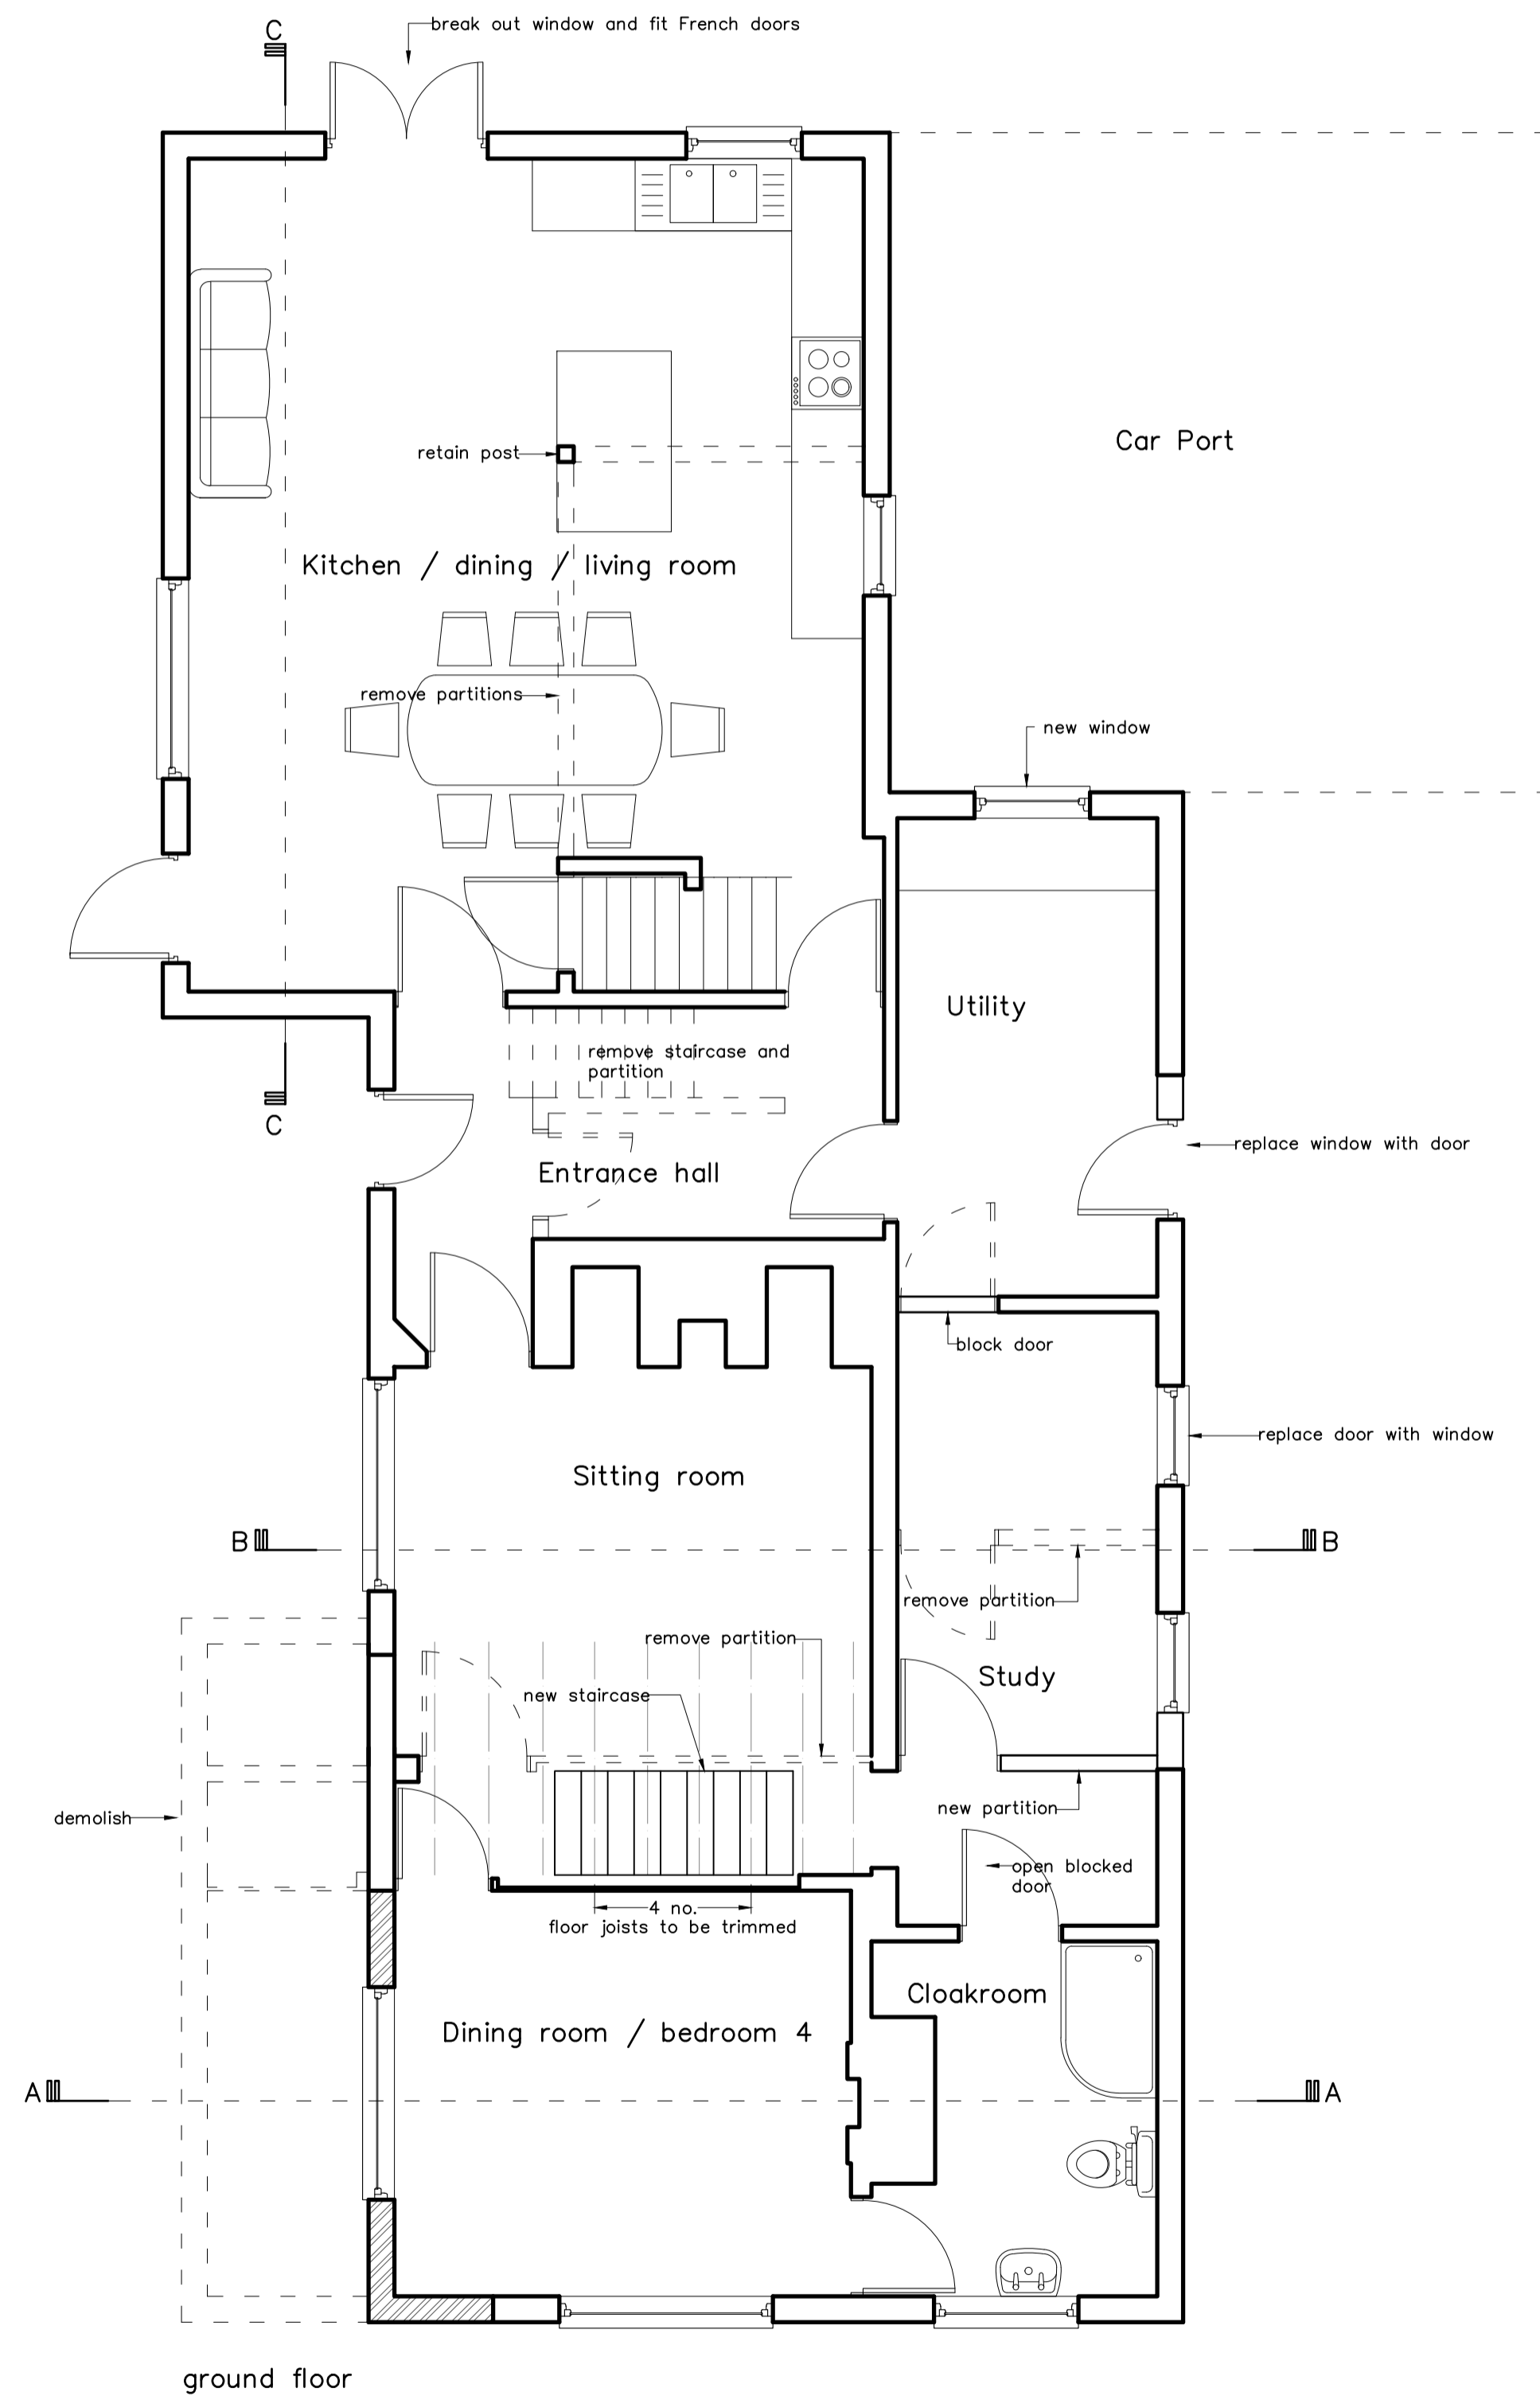 break out window and fit French doors
C
Car Port
retain post
Kitchen / dining / living room
remove partitions
new window
Utility
remove staircase and
partition
C
replace window with door
Entrance hall
block door
replace door with window
Sitting room
B
B
remove partition
remove partition
Study
new staircase
new partition
demolish
open blocked
door
4 no.
floor joists to be trimmed
Cloakroom
Dining room / bedroom 4
A
A
ground floor